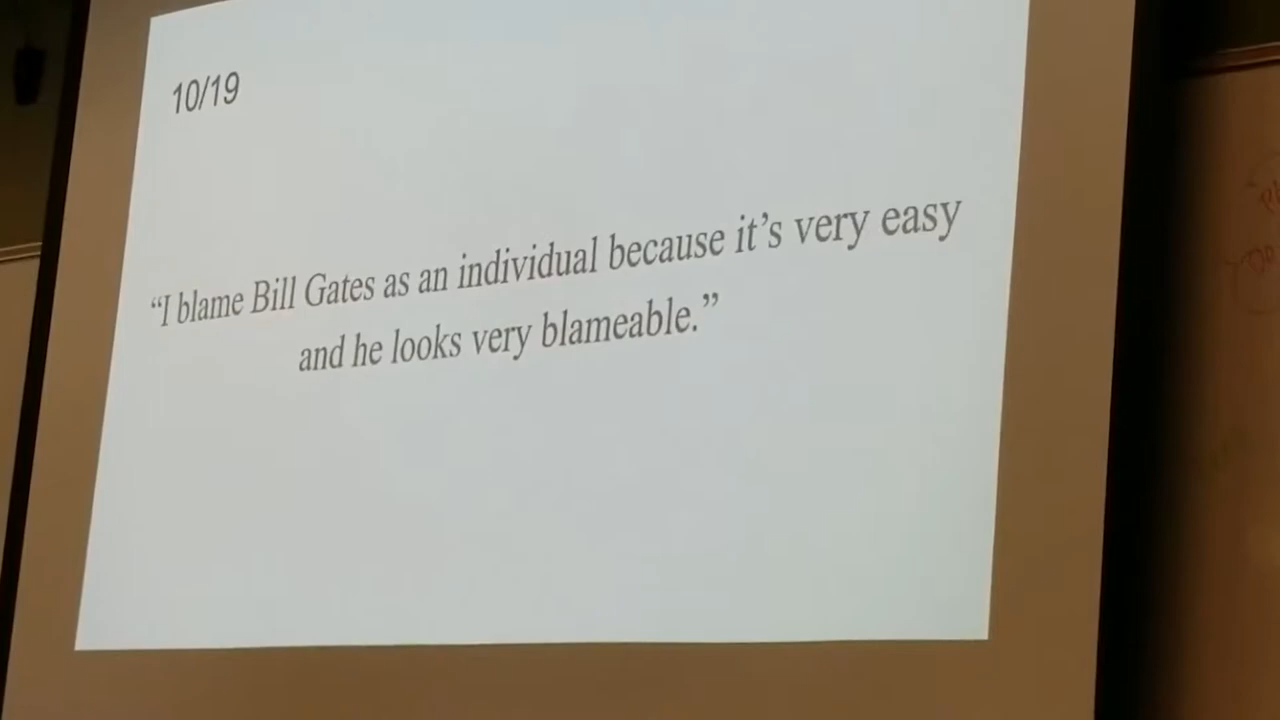 10/19
“I blame Bill Gates as an individual because it’s very easy
and he looks very blameable.”